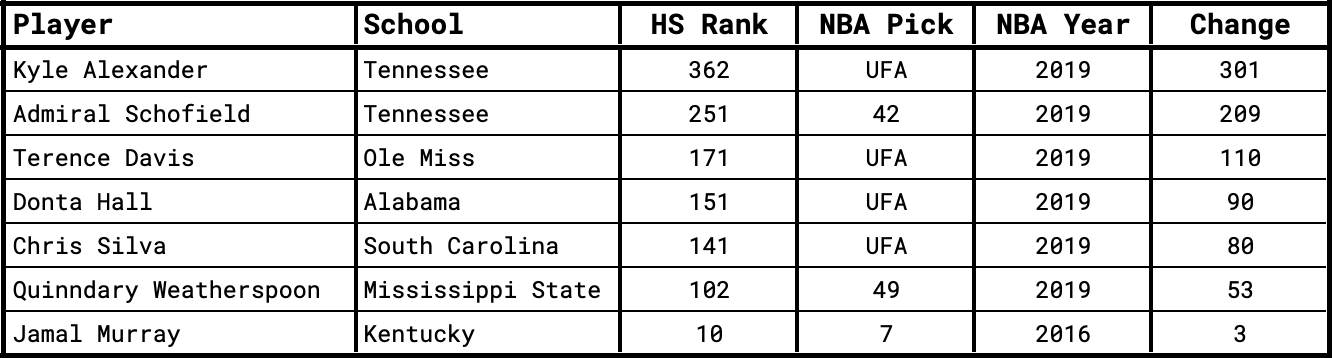 Player School HS Rank NBA Pick NBA Year Change
Kyle Alexander Tennessee 362 UFA 2019 301
Admiral Schofield Tennessee 251 42 2019 209
Terence Davis Ole Miss 171 UFA 2019 110
Donta Hall Alabama 151 UFA 2019 90
Chris Silva South Carolina 141 UFA 2019 80
Quinndary Weatherspoon Mississippi State 102 49 2019 53
Jamal Murray Kentucky 10 7 2016 3